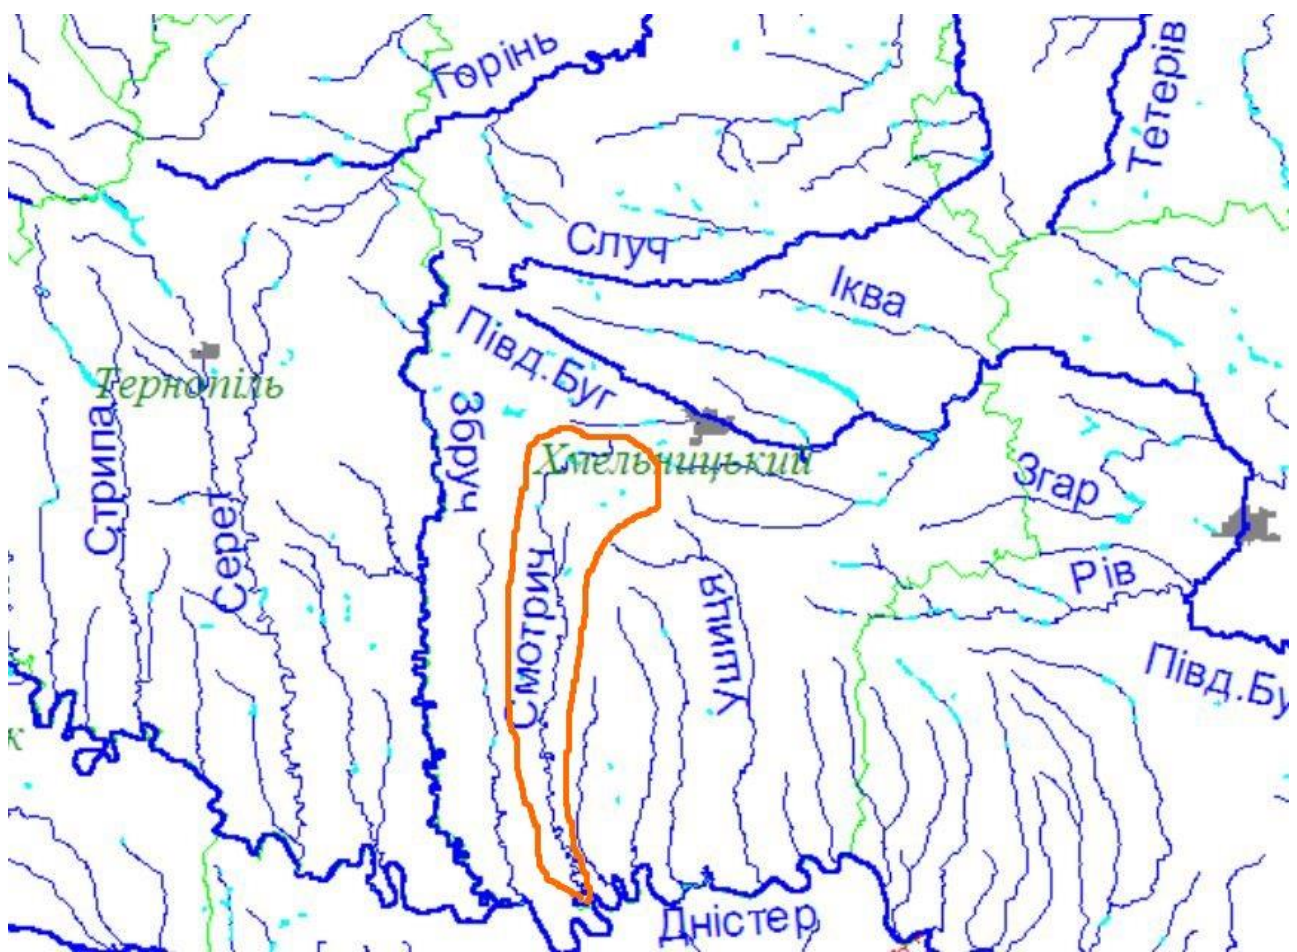 Горінь
Тетерів
Случ
Іква
Півд.Буг
Тернопіль
Збруч
Стрипа
Хмельницький
Згар
Серет
Смотрич
Ушиця
Рів
Півд.Бу
к
Дністер